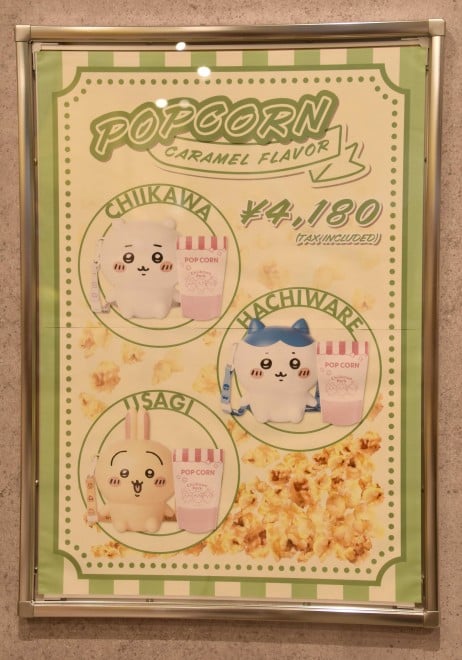 POPCORN
CARAMEL FLAVOR
¥4,180
(TAX INCLUDED)
CHIIKAWA
POP CORN
HACHIWARE
POP CORN
USAGI
POP CORN